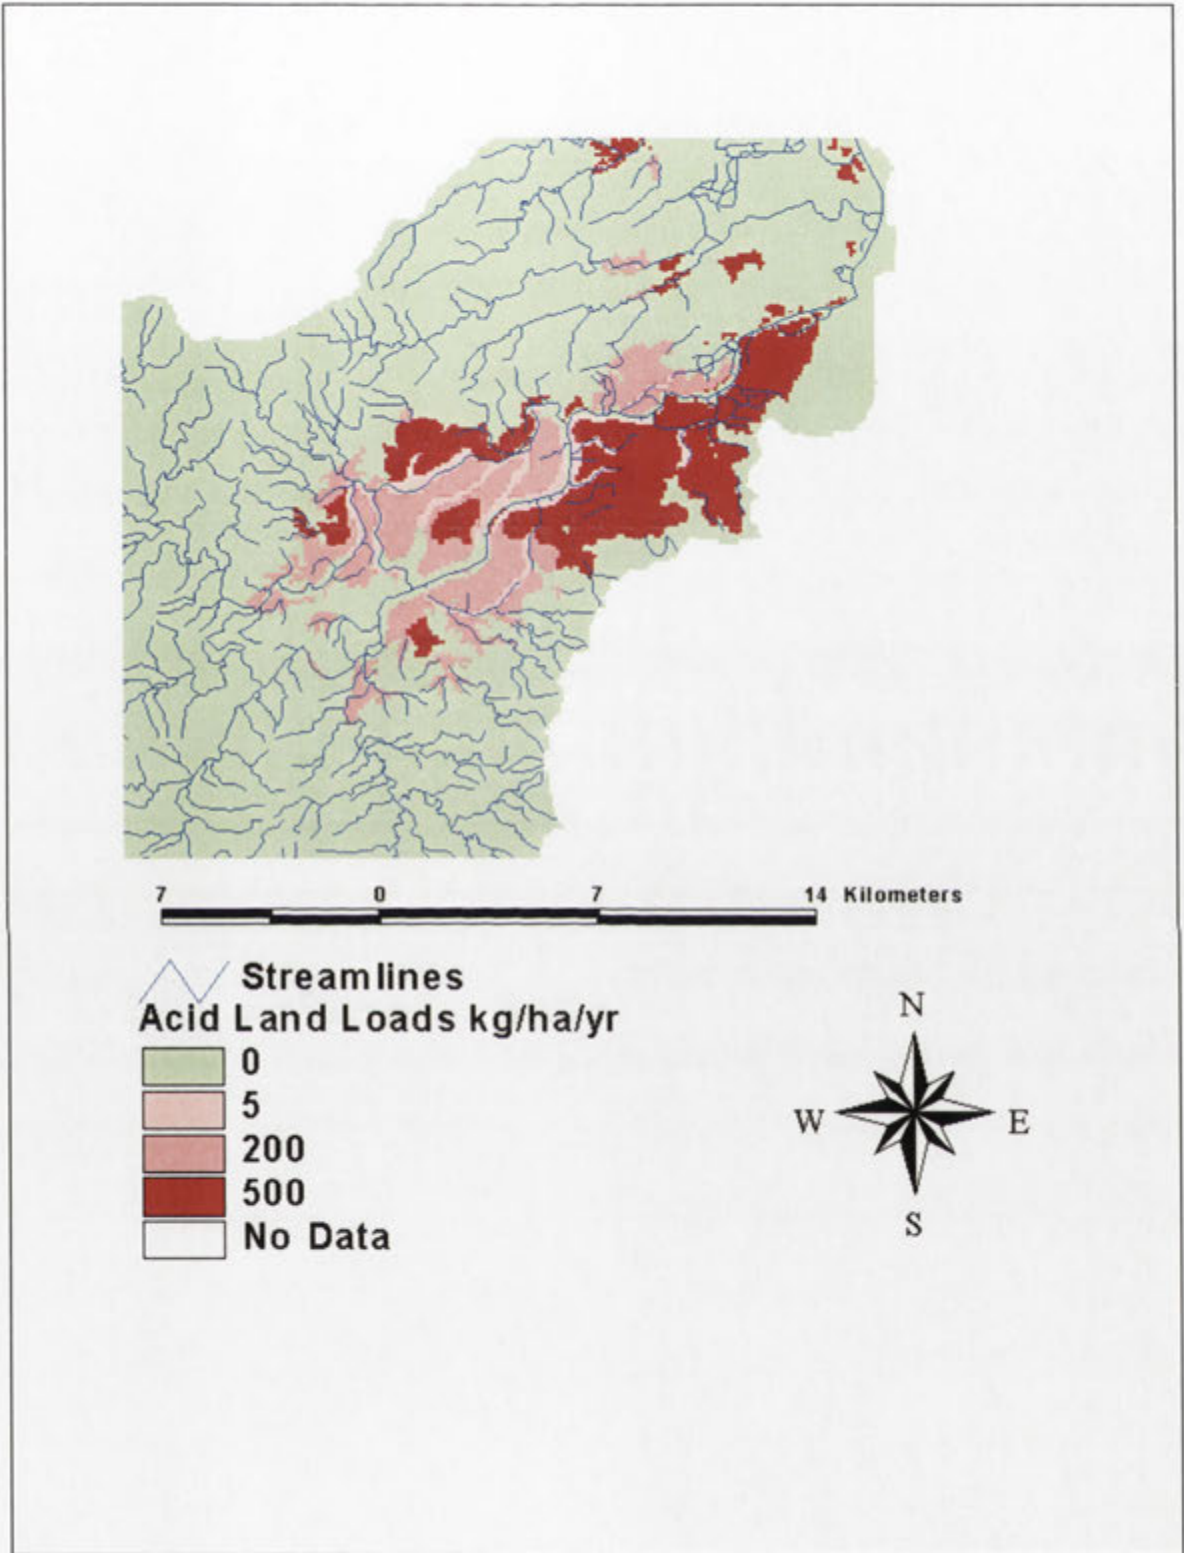 7 0 7 14 Kilometers
Streamlines
Acid Land Loads kg/ha/yr
0
5
200
500
No Data
N
W E
S